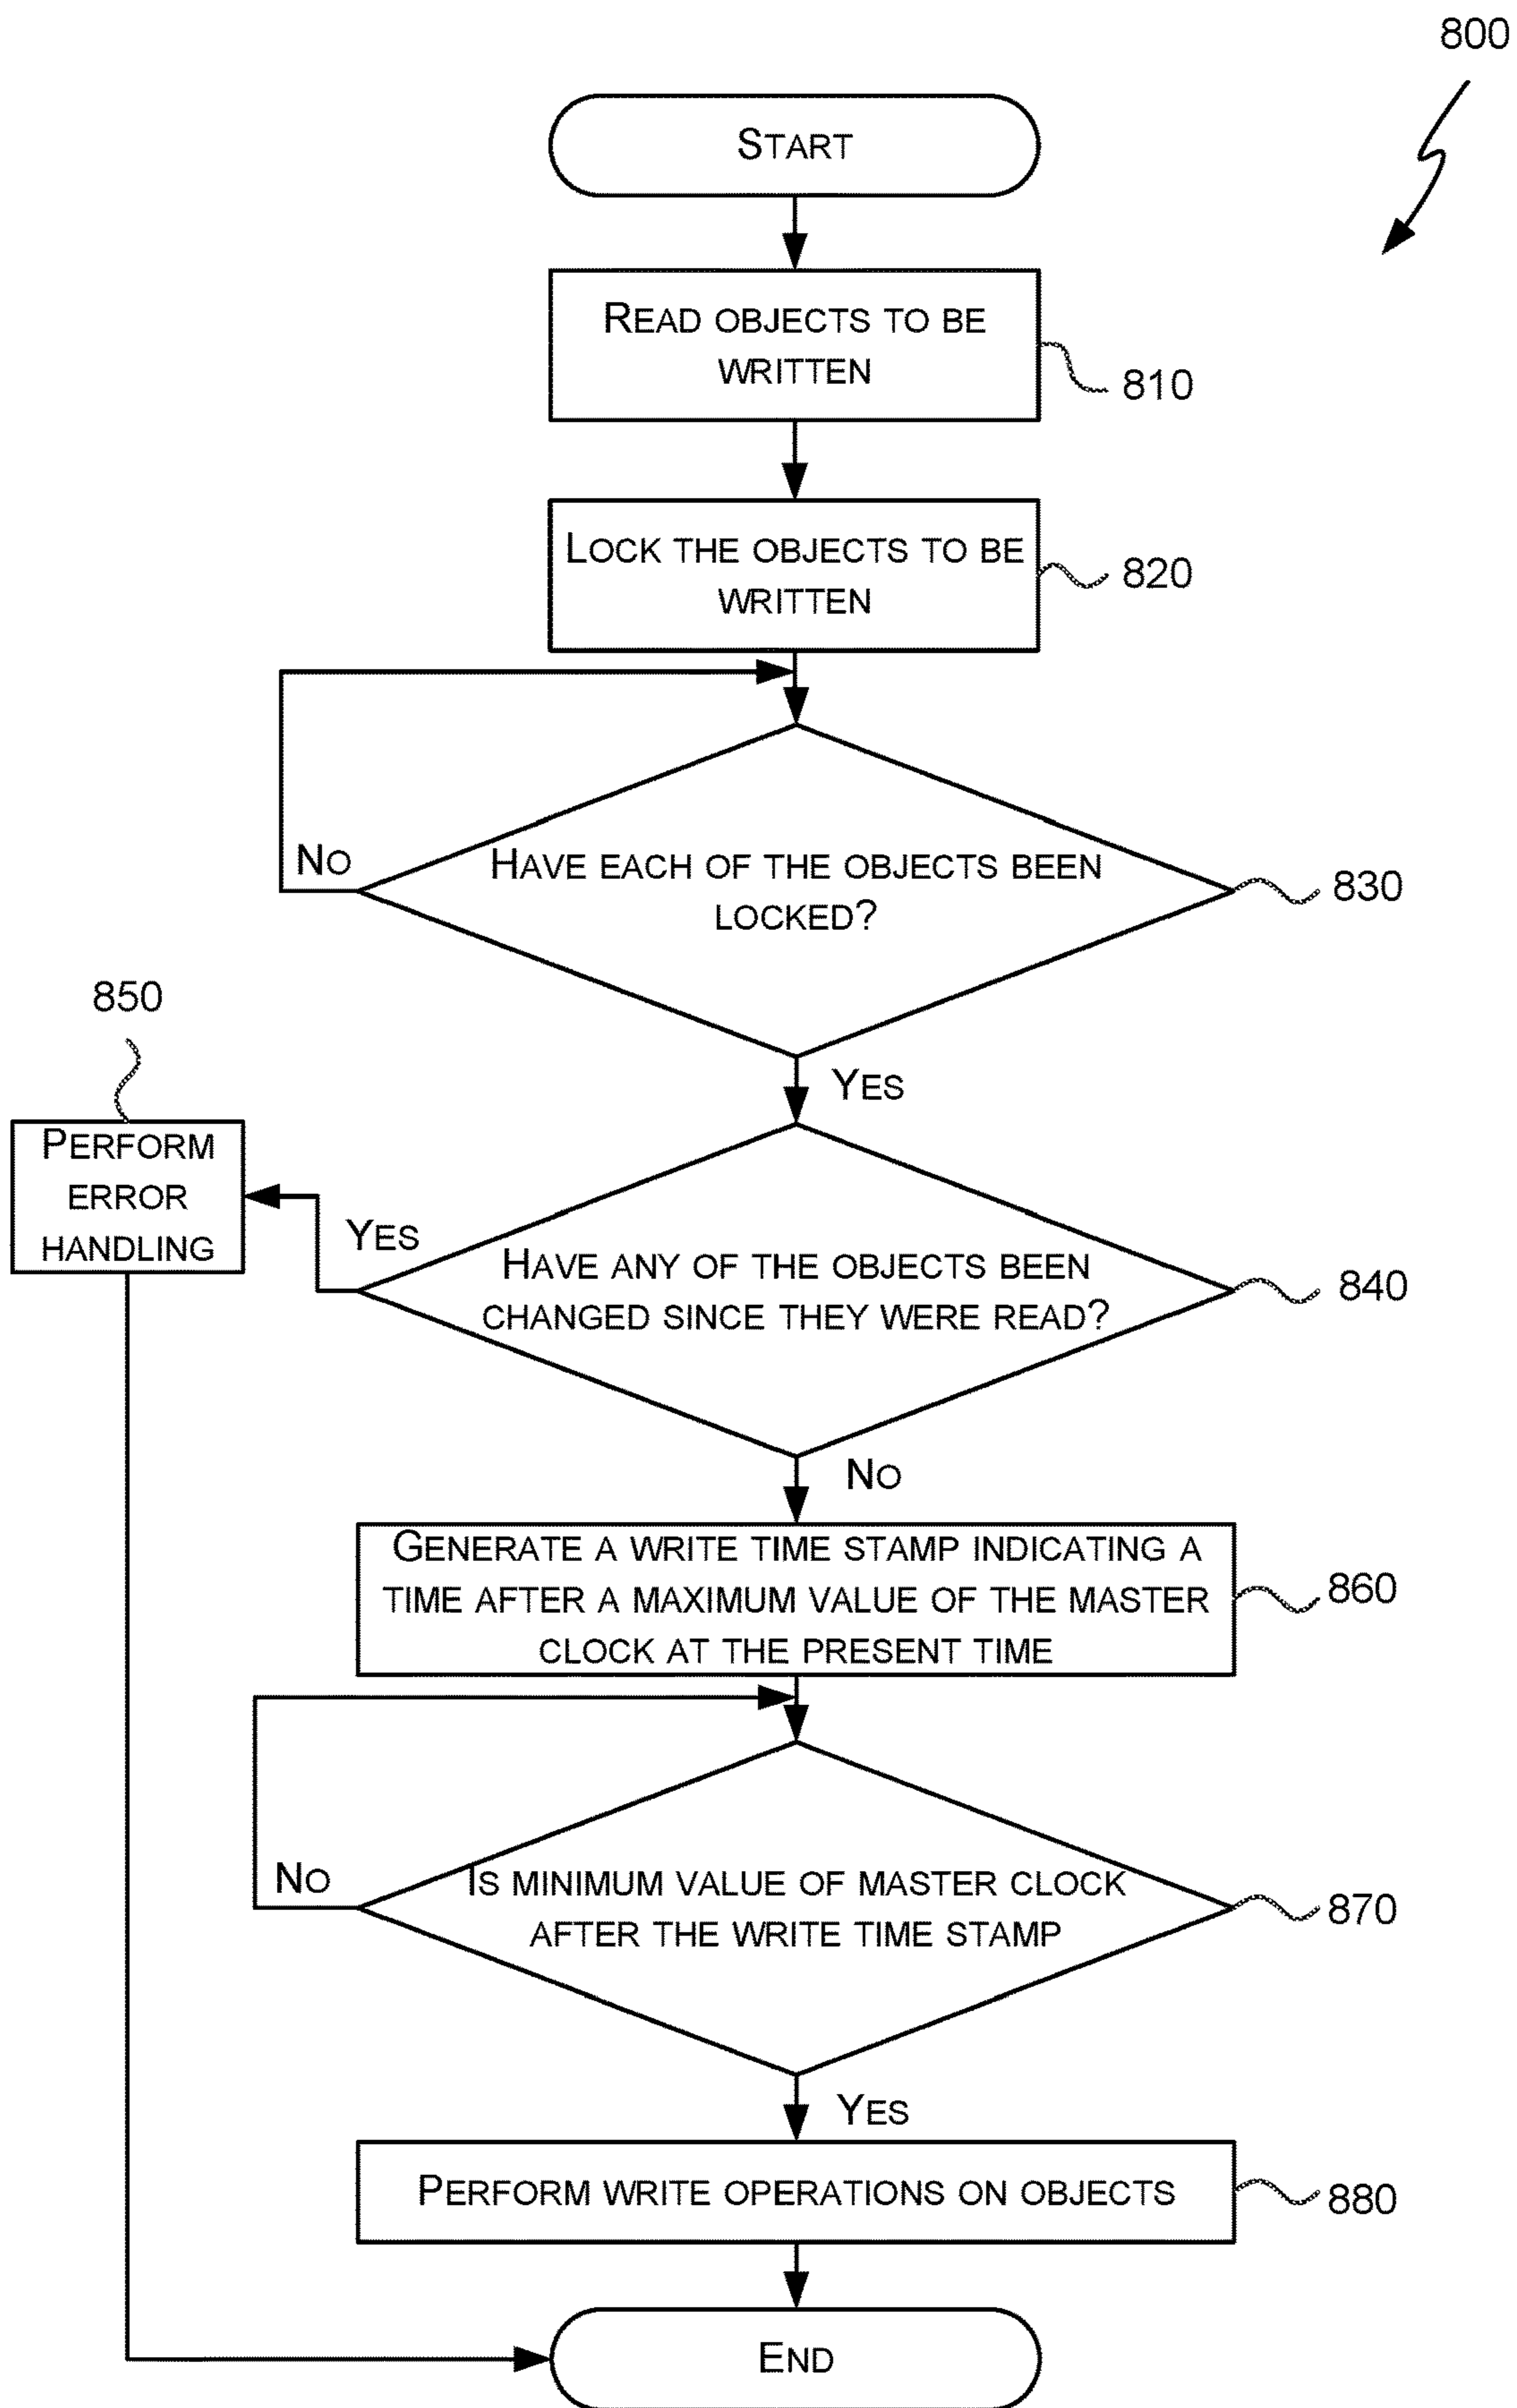 800
START
READ OBJECTS TO BE
WRITTEN
810
LOCK THE OBJECTS TO BE
WRITTEN
820
HAVE EACH OF THE OBJECTS BEEN
LOCKED?
830
NO
YES
850
PERFORM
ERROR
HANDLING
YES
HAVE ANY OF THE OBJECTS BEEN
CHANGED SINCE THEY WERE READ?
840
NO
GENERATE A WRITE TIME STAMP INDICATING A
TIME AFTER A MAXIMUM VALUE OF THE MASTER
CLOCK AT THE PRESENT TIME
860
NO
IS MINIMUM VALUE OF MASTER CLOCK
AFTER THE WRITE TIME STAMP
870
YES
PERFORM WRITE OPERATIONS ON OBJECTS
880
END